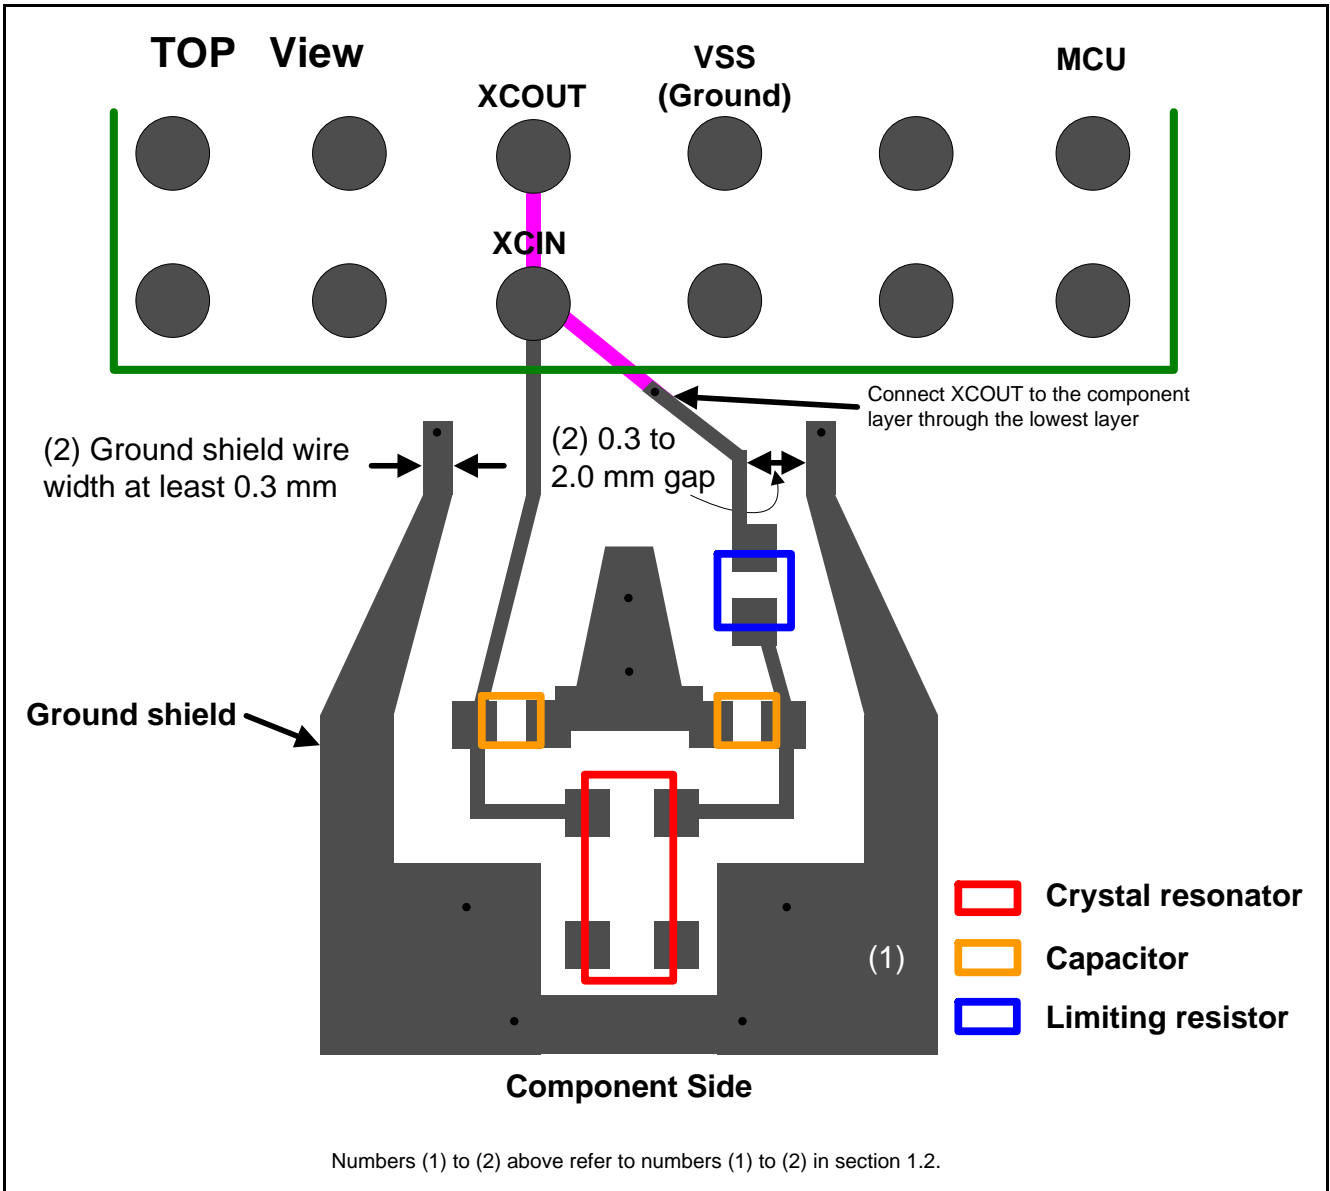 TOP View
VSS
(Ground)
MCU
XCOUT
XCIN
Connect XCOUT to the component
layer through the lowest layer
(2) Ground shield wire
width at least 0.3 mm
(2) 0.3 to
2.0 mm gap
Ground shield
(1)
Crystal resonator
Capacitor
Limiting resistor
Component Side
Numbers (1) to (2) above refer to numbers (1) to (2) in section 1.2.